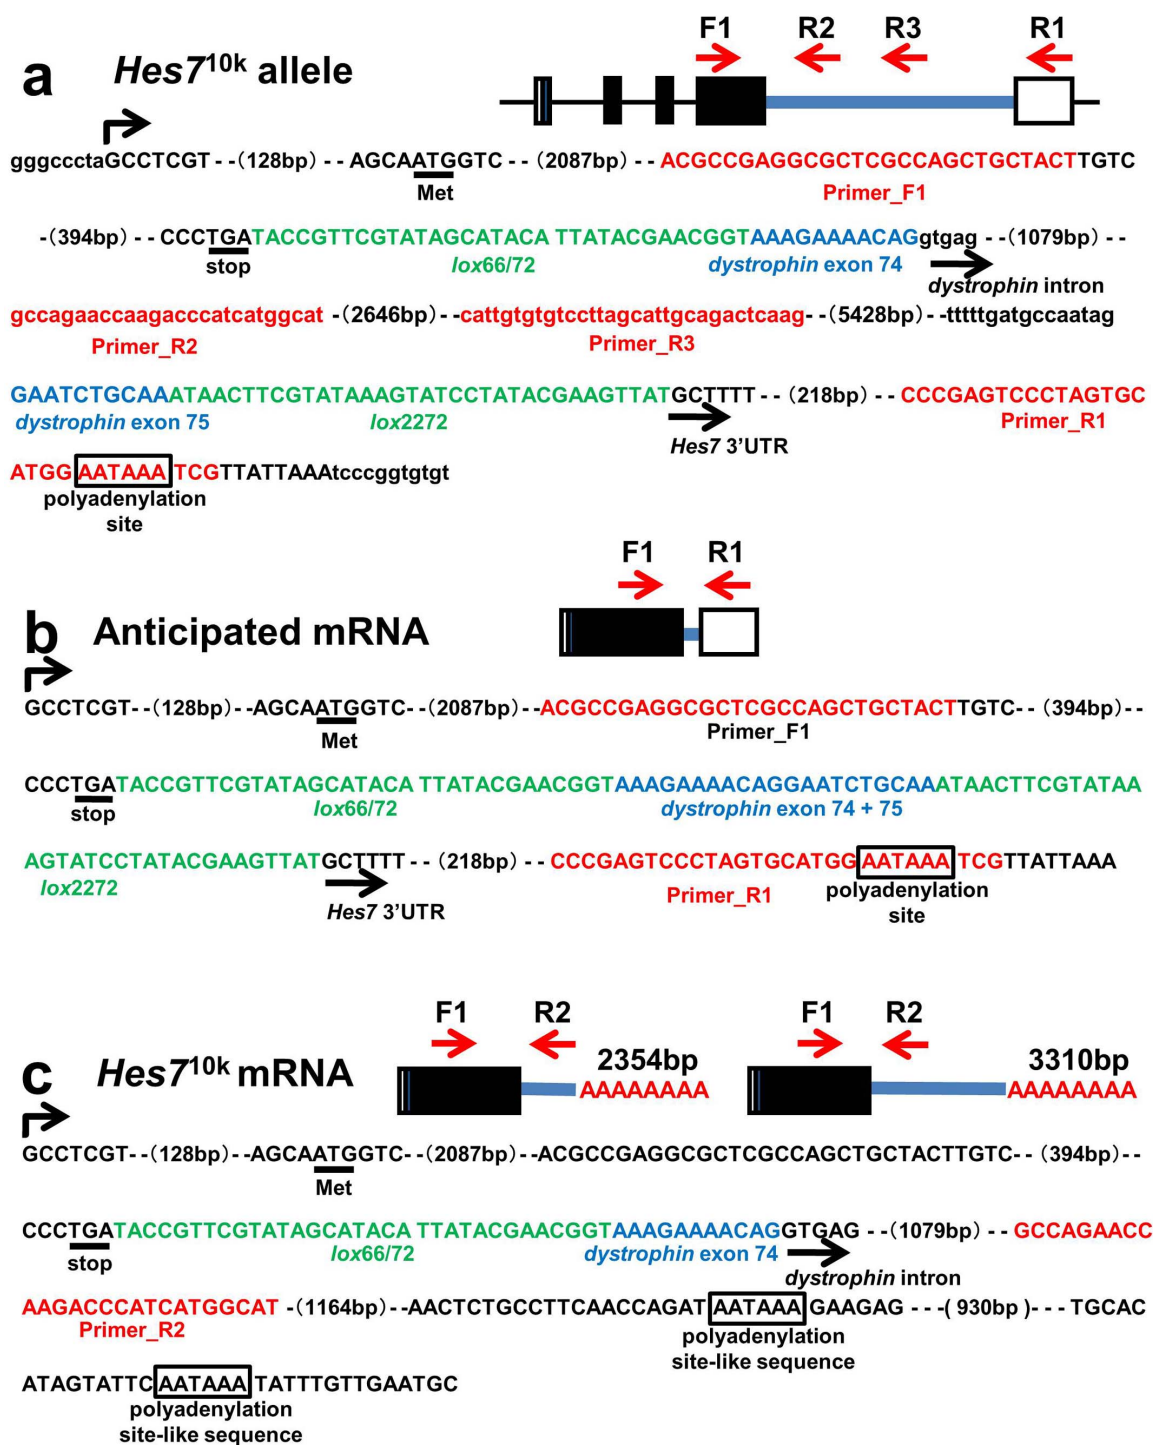 F1 R2 R3 R1
a Hes710k allele
gggccctaGCCTCGT - -(128bp) - - AGCAATGGTC - - (2087bp) - - ACGCCGAGGCGCTCGCCAGCTGCTACTTGTC
Met Primer_F1
-(394bp) - - CCCTGATACCGTTCGTATAGCATACA TTATACGAACGGTAAAGAAAACAGgtgag - -(1079bp) - -
stop lox66/72 dystrophin exon 74
dystrophin intron
gccagaaccaagacccatcatggcat -(2646bp)- -cattgtgtgtccttagcattgcagactcaag- -(5428bp) - -tttttgatgccaatag
Primer_R2 Primer_R3
GAATCTGCAAATAACTTCGTATAAAGTATCCTATACGAAGTTATGCTTTT - - (218bp) - - CCCGAGTCCCTAGTGC
dystrophin exon 75 lox2272 Primer_R1
Hes7 3’UTR
ATGG AATAAA TCGTTATTAAAtcccggtgtgt
polyadenylation
site
F1 R1
b Anticipated mRNA
GCCTCGT- -(128bp)- -AGCAATGGTC- -(2087bp)- -ACGCCGAGGCGCTCGCCAGCTGCTACTTGTC- - (394bp)- -
Met Primer_F1
CCCTGATACCGTTCGTATAGCATACA TTATACGAACGGTAAAGAAAACAGGAATCTGCAAATAACTTCGTATAA
stop lox66/72 dystrophin exon 74 + 75
AGTATCCTATACGAAGTTATGCTTTT - - (218bp) - - CCCGAGTCCCTAGTGCATGG AATAAA TCGTTATTAAA
lox2272 Primer_R1 polyadenylation
Hes7 3’UTR site
F1 R2 2354bp F1 R2 3310bp
c Hes710k mRNA AAAAAAAA AAAAAAAA
GCCTCGT- -(128bp)- -AGCAATGGTC- -(2087bp)- -ACGCCGAGGCGCTCGCCAGCTGCTACTTGTC- - (394bp)- -
Met
CCCTGATACCGTTCGTATAGCATACA TTATACGAACGGTAAAGAAAACAGGTGAG - -(1079bp) - - GCCAGAACC
stop lox66/72 dystrophin exon 74
dystrophin intron
AAGACCCATCATGGCAT -(1164bp)- -AACTCTGCCTTCAACCAGAT AATAAA GAAGAG - - -( 930bp )- - - TGCAC
Primer_R2 polyadenylation
site-like sequence
ATAGTATTC AATAAA TATTTGTTGAATGC
polyadenylation
site-like sequence